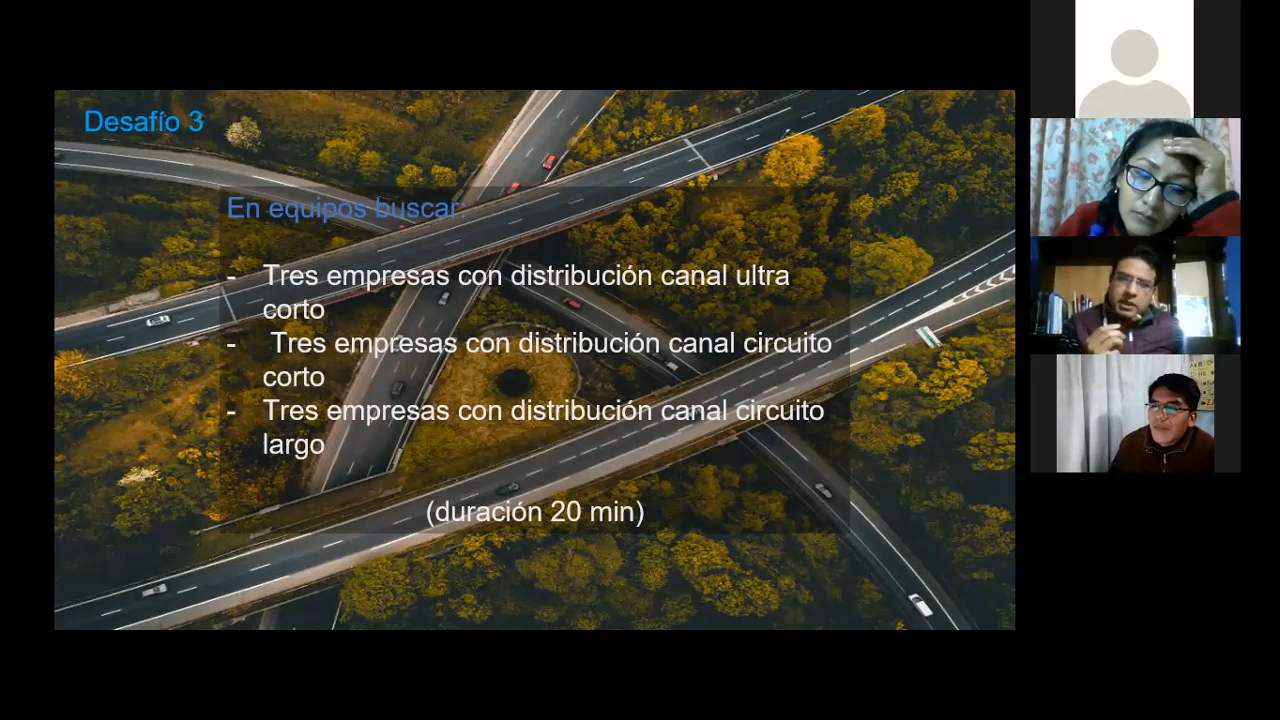 Desafío 3
En equipos buscar:
- Tres empresas con distribución canal ultra
corto
- Tres empresas con distribución canal circuito
corto
- Tres empresas con distribución canal circuito
largo
(duración 20 min)